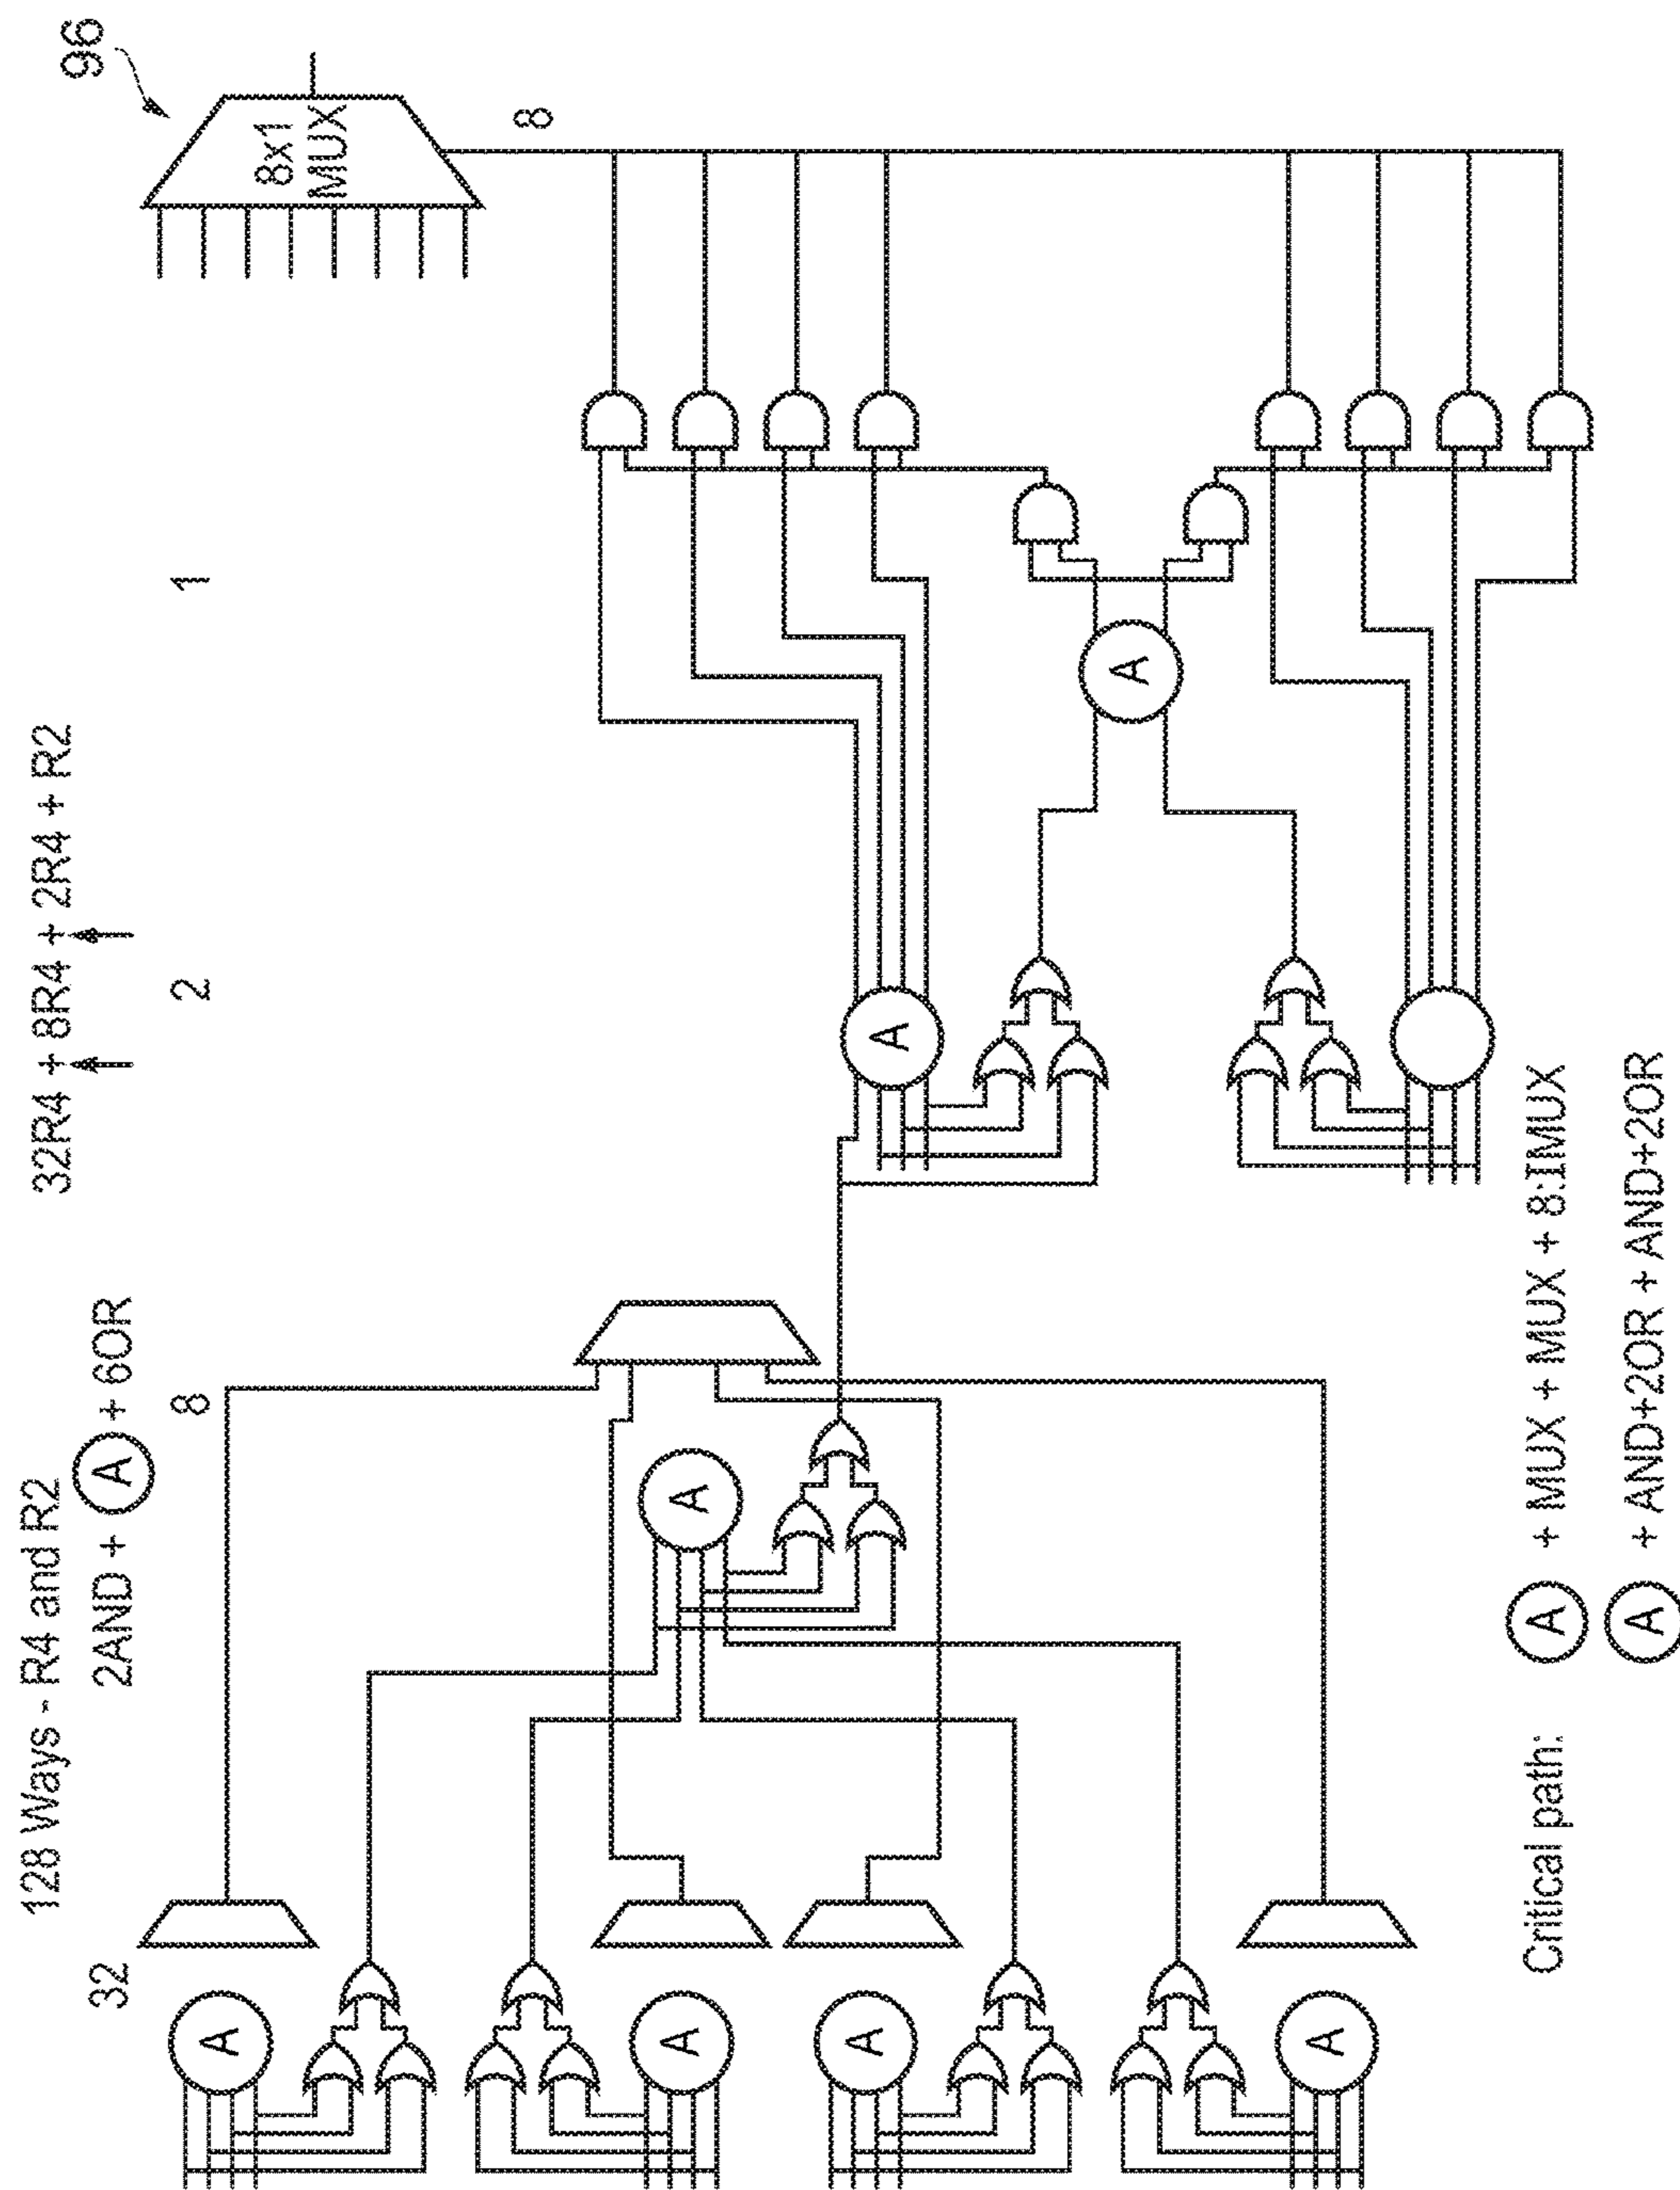 128 Ways - R4 and R2
32R4 + 8R4 + 2R4 + R2
2AND + A + 6OR
32
8
2
1
96
8x1
MUX
8
A
A
A
A
A
A
A
Critical path:
A + MUX + MUX + 8:IMUX
A + AND+2OR + AND+2OR